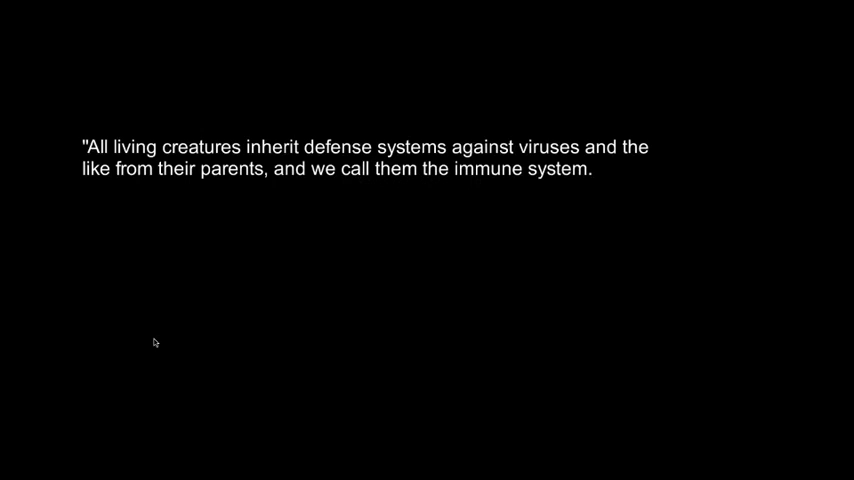 "All living creatures inherit defense systems against viruses and the
like from their parents, and we call them the immune system.